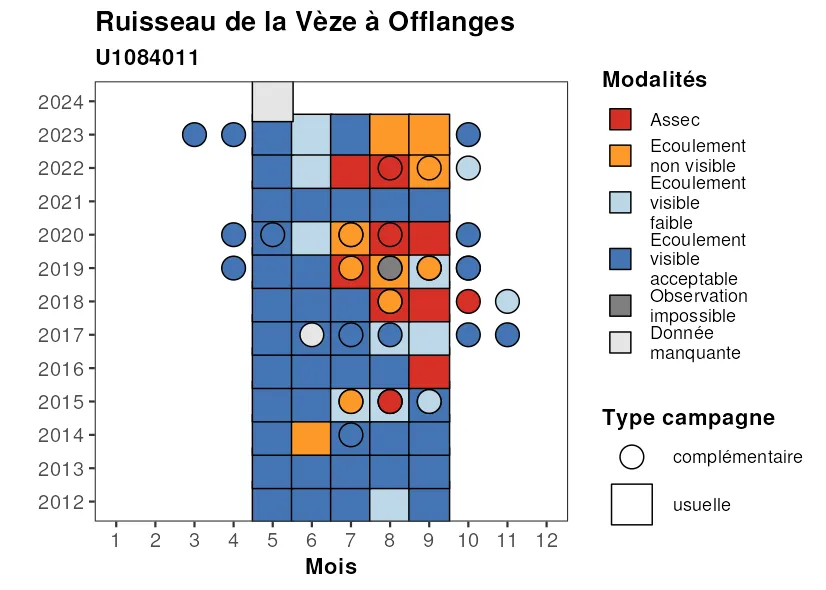 Ruisseau de la Vèze à Offlanges
U1084011
2024
2023
2022
2021
2020
2019
2018
2017
2016
2015
2014
2013
2012
1 2 3 4 5 6 7 8 9 10 11 12
Mois
Modalités
Assec
Ecoulement
non visible
Ecoulement
visible
faible
Ecoulement
visible
acceptable
Observation
impossible
Donnée
manquante
Type campagne
complémentaire
usuelle